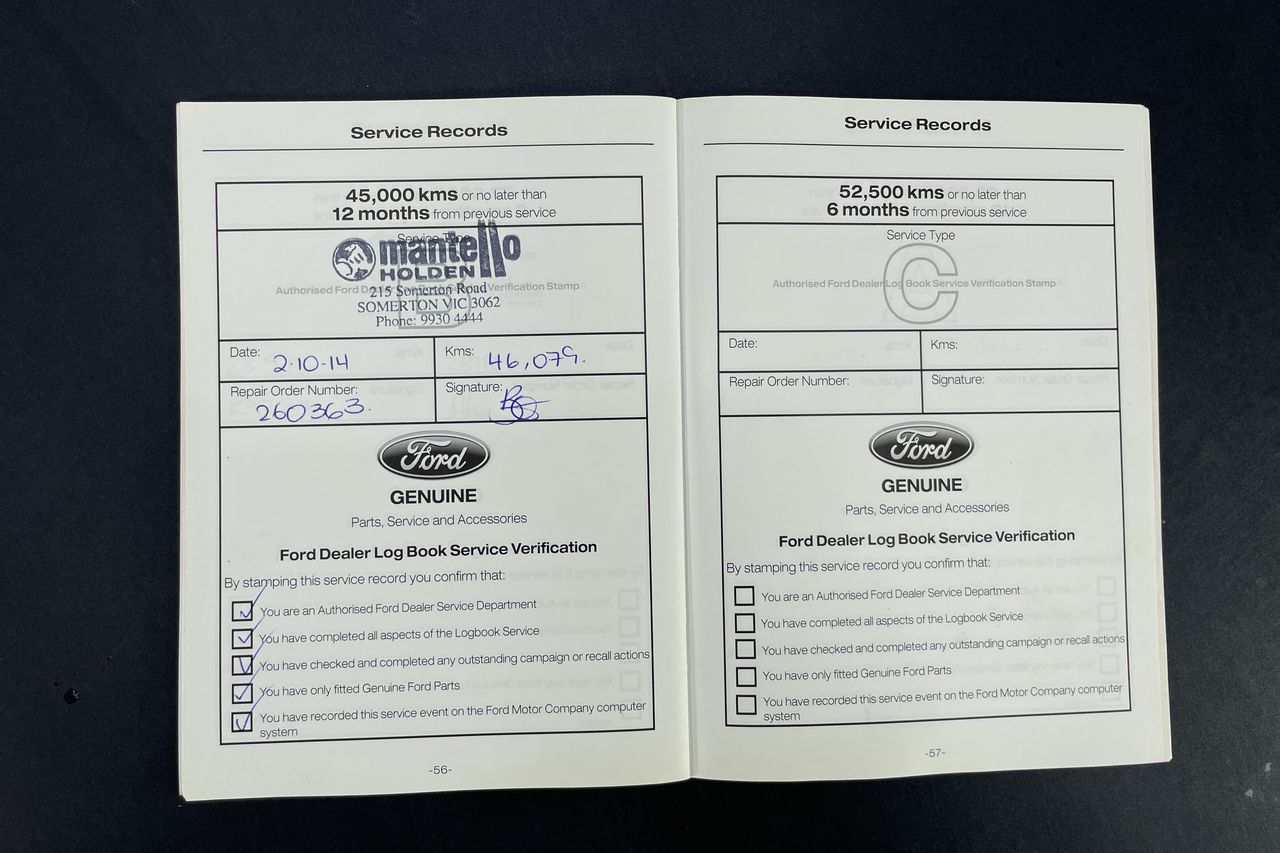 Service Records
45,000 kms or no later than
12 months from previous service
Service Type
mantello
HOLDEN
Authorised Ford Dealer Log Book Service Verification Stamp
215 Somerton Road
SOMERTON VIC 3062
Phone: 9930 4444
Date: 2·10·14
Kms: 46,079.
Repair Order Number: 260363.
Signature:
Ford
GENUINE
Parts, Service and Accessories
Ford Dealer Log Book Service Verification
By stamping this service record you confirm that:
You are an Authorised Ford Dealer Service Department
You have completed all aspects of the Logbook Service
You have checked and completed any outstanding campaign or recall actions
You have only fitted Genuine Ford Parts
You have recorded this service event on the Ford Motor Company computer
system
-56-
Service Records
52,500 kms or no later than
6 months from previous service
Service Type
C
Authorised Ford Dealer Log Book Service Verification Stamp
Date:
Kms:
Repair Order Number:
Signature:
Ford
GENUINE
Parts, Service and Accessories
Ford Dealer Log Book Service Verification
By stamping this service record you confirm that:
You are an Authorised Ford Dealer Service Department
You have completed all aspects of the Logbook Service
You have checked and completed any outstanding campaign or recall actions
You have only fitted Genuine Ford Parts
You have recorded this service event on the Ford Motor Company computer
system
-57-